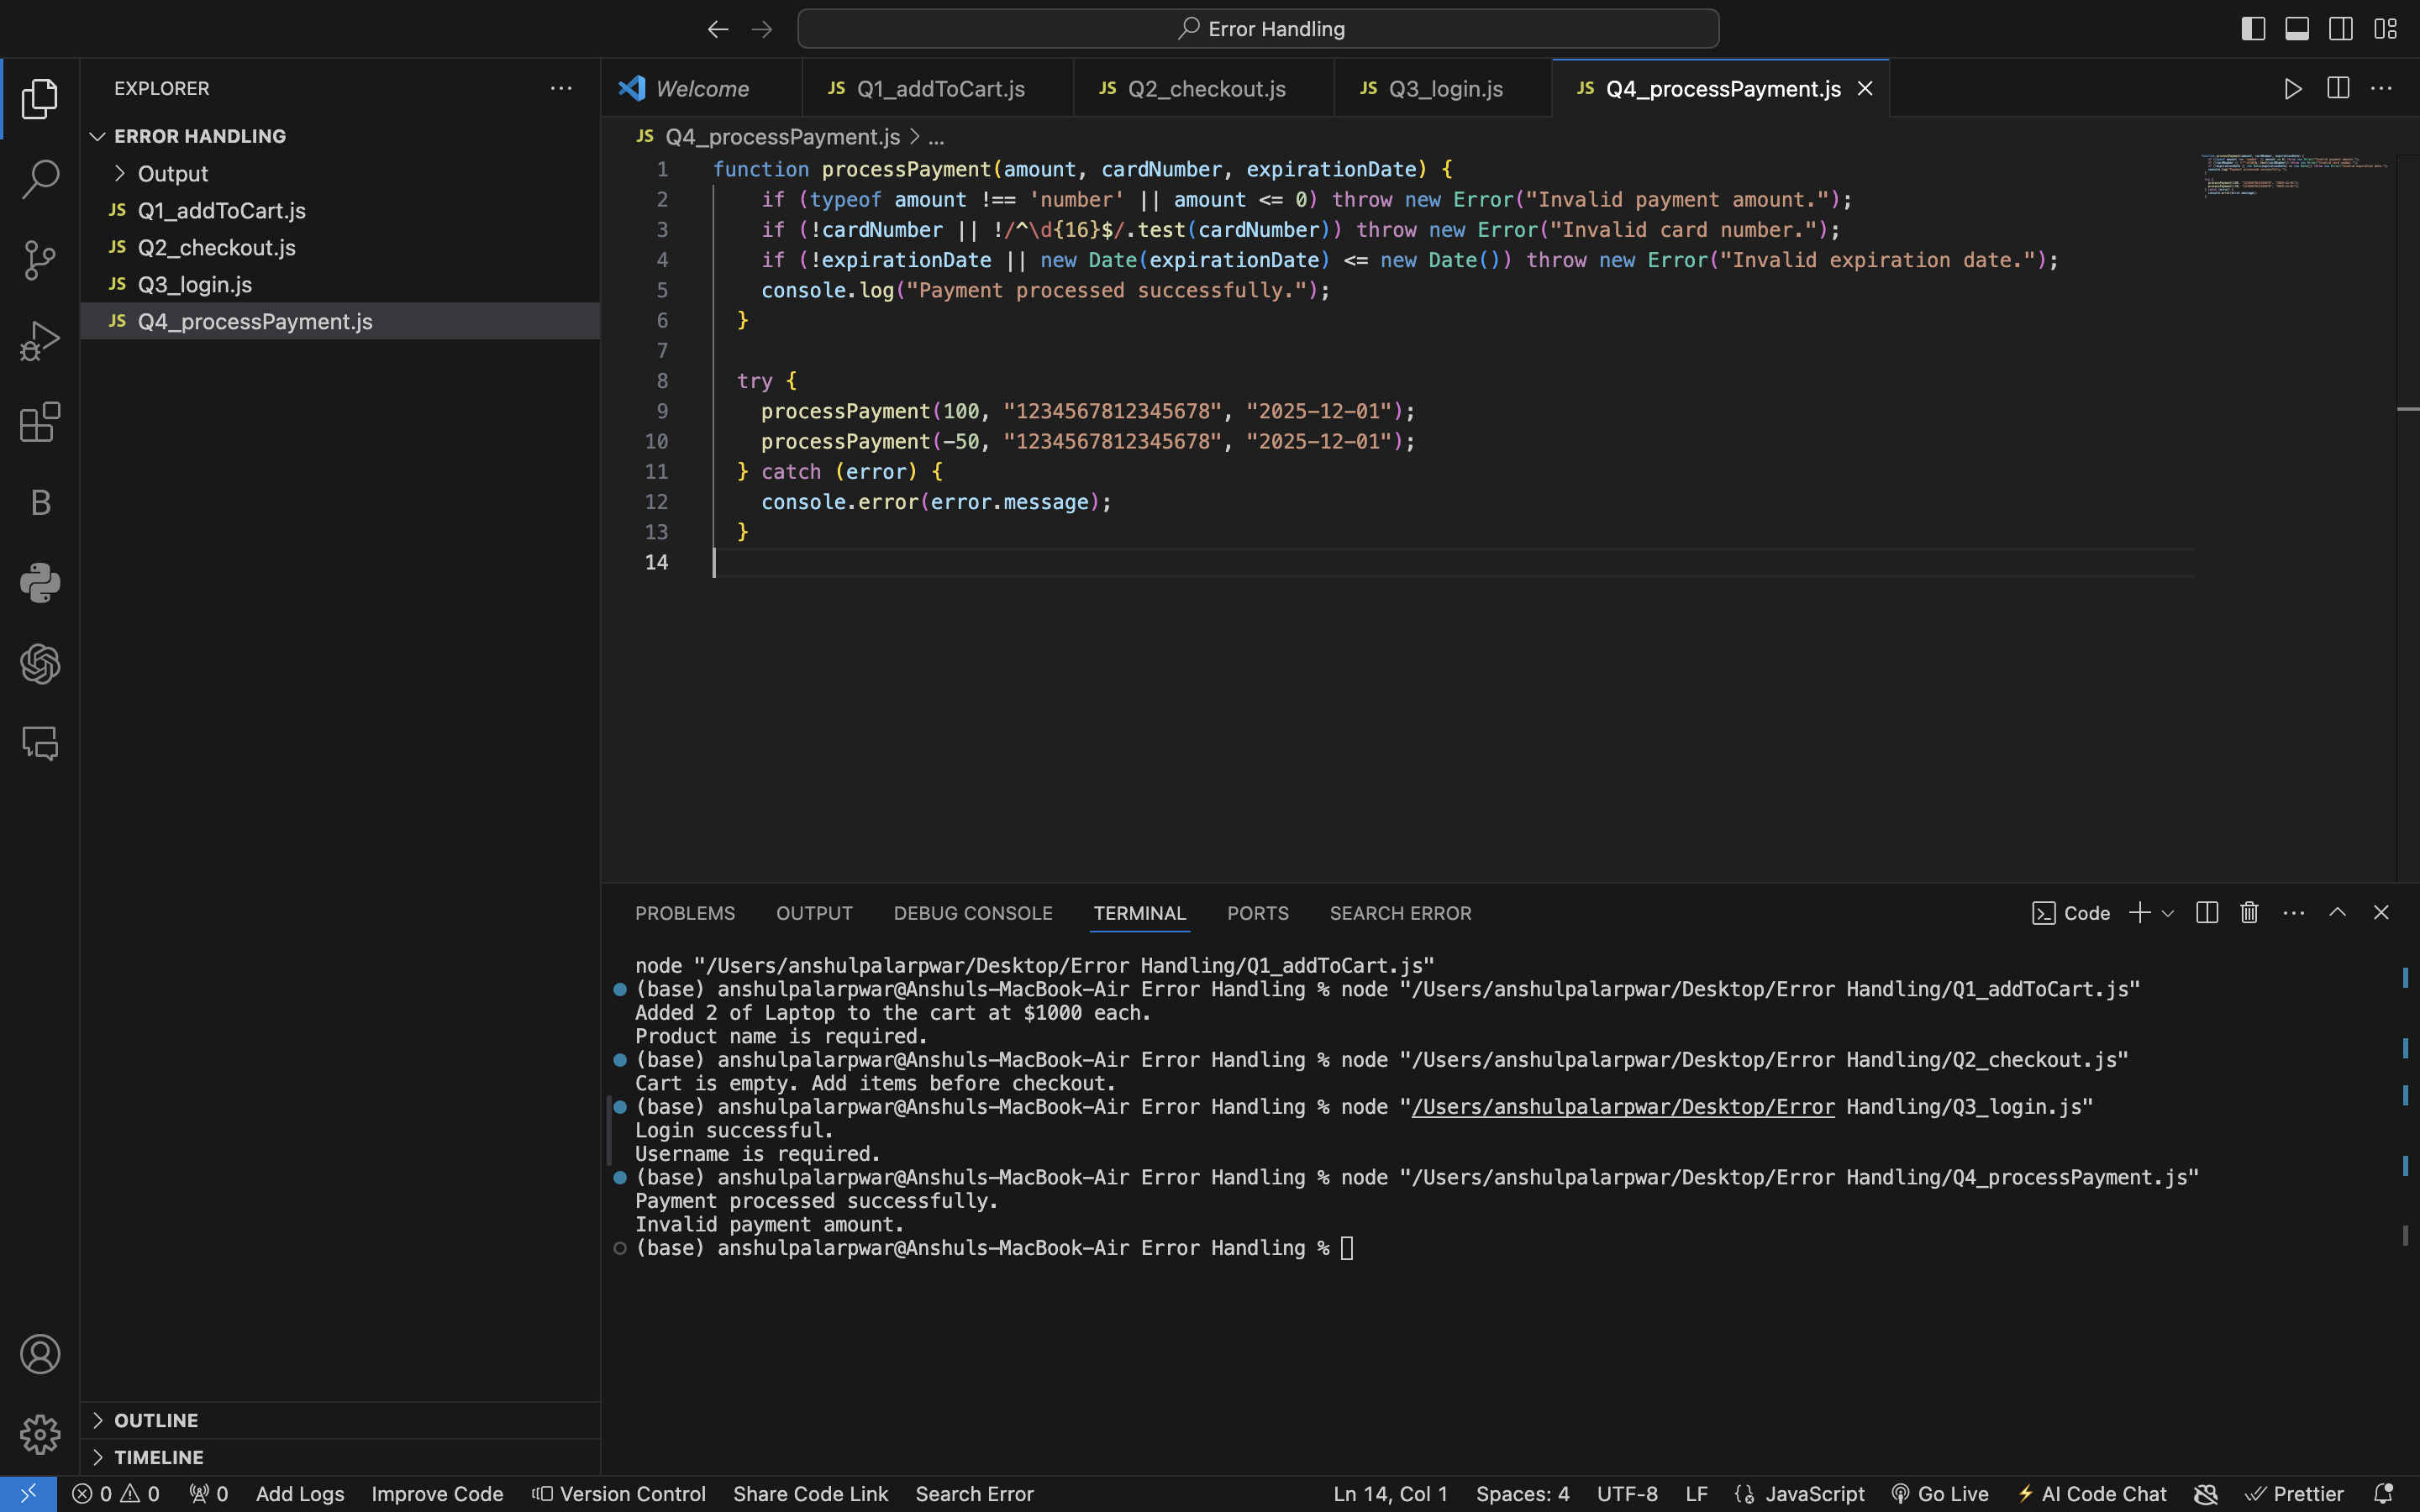 Error Handling
EXPLORER
ERROR HANDLING
Output
JS Q1_addToCart.js
JS Q2_checkout.js
JS Q3_login.js
JS Q4_processPayment.js
OUTLINE
TIMELINE
Welcome
JS Q1_addToCart.js
JS Q2_checkout.js
JS Q3_login.js
JS Q4_processPayment.js
JS Q4_processPayment.js > ...
1 function processPayment(amount, cardNumber, expirationDate) {
2 if (typeof amount !== 'number' || amount <= 0) throw new Error("Invalid payment amount.");
3 if (!cardNumber || !/^\d{16}$/.test(cardNumber)) throw new Error("Invalid card number.");
4 if (!expirationDate || new Date(expirationDate) <= new Date()) throw new Error("Invalid expiration date.");
5 console.log("Payment processed successfully.");
6 }
7
8 try {
9 processPayment(100, "1234567812345678", "2025-12-01");
10 processPayment(-50, "1234567812345678", "2025-12-01");
11 } catch (error) {
12 console.error(error.message);
13 }
14
PROBLEMS OUTPUT DEBUG CONSOLE TERMINAL PORTS SEARCH ERROR
Code
node "/Users/anshulpalarpwar/Desktop/Error Handling/Q1_addToCart.js"
(base) anshulpalarpwar@Anshuls-MacBook-Air Error Handling % node "/Users/anshulpalarpwar/Desktop/Error Handling/Q1_addToCart.js"
Added 2 of Laptop to the cart at $1000 each.
Product name is required.
(base) anshulpalarpwar@Anshuls-MacBook-Air Error Handling % node "/Users/anshulpalarpwar/Desktop/Error Handling/Q2_checkout.js"
Cart is empty. Add items before checkout.
(base) anshulpalarpwar@Anshuls-MacBook-Air Error Handling % node "/Users/anshulpalarpwar/Desktop/Error Handling/Q3_login.js"
Login successful.
Username is required.
(base) anshulpalarpwar@Anshuls-MacBook-Air Error Handling % node "/Users/anshulpalarpwar/Desktop/Error Handling/Q4_processPayment.js"
Payment processed successfully.
Invalid payment amount.
(base) anshulpalarpwar@Anshuls-MacBook-Air Error Handling %
0 0 0 Add Logs Improve Code Version Control Share Code Link Search Error Ln 14, Col 1 Spaces: 4 UTF-8 LF JavaScript Go Live AI Code Chat Prettier